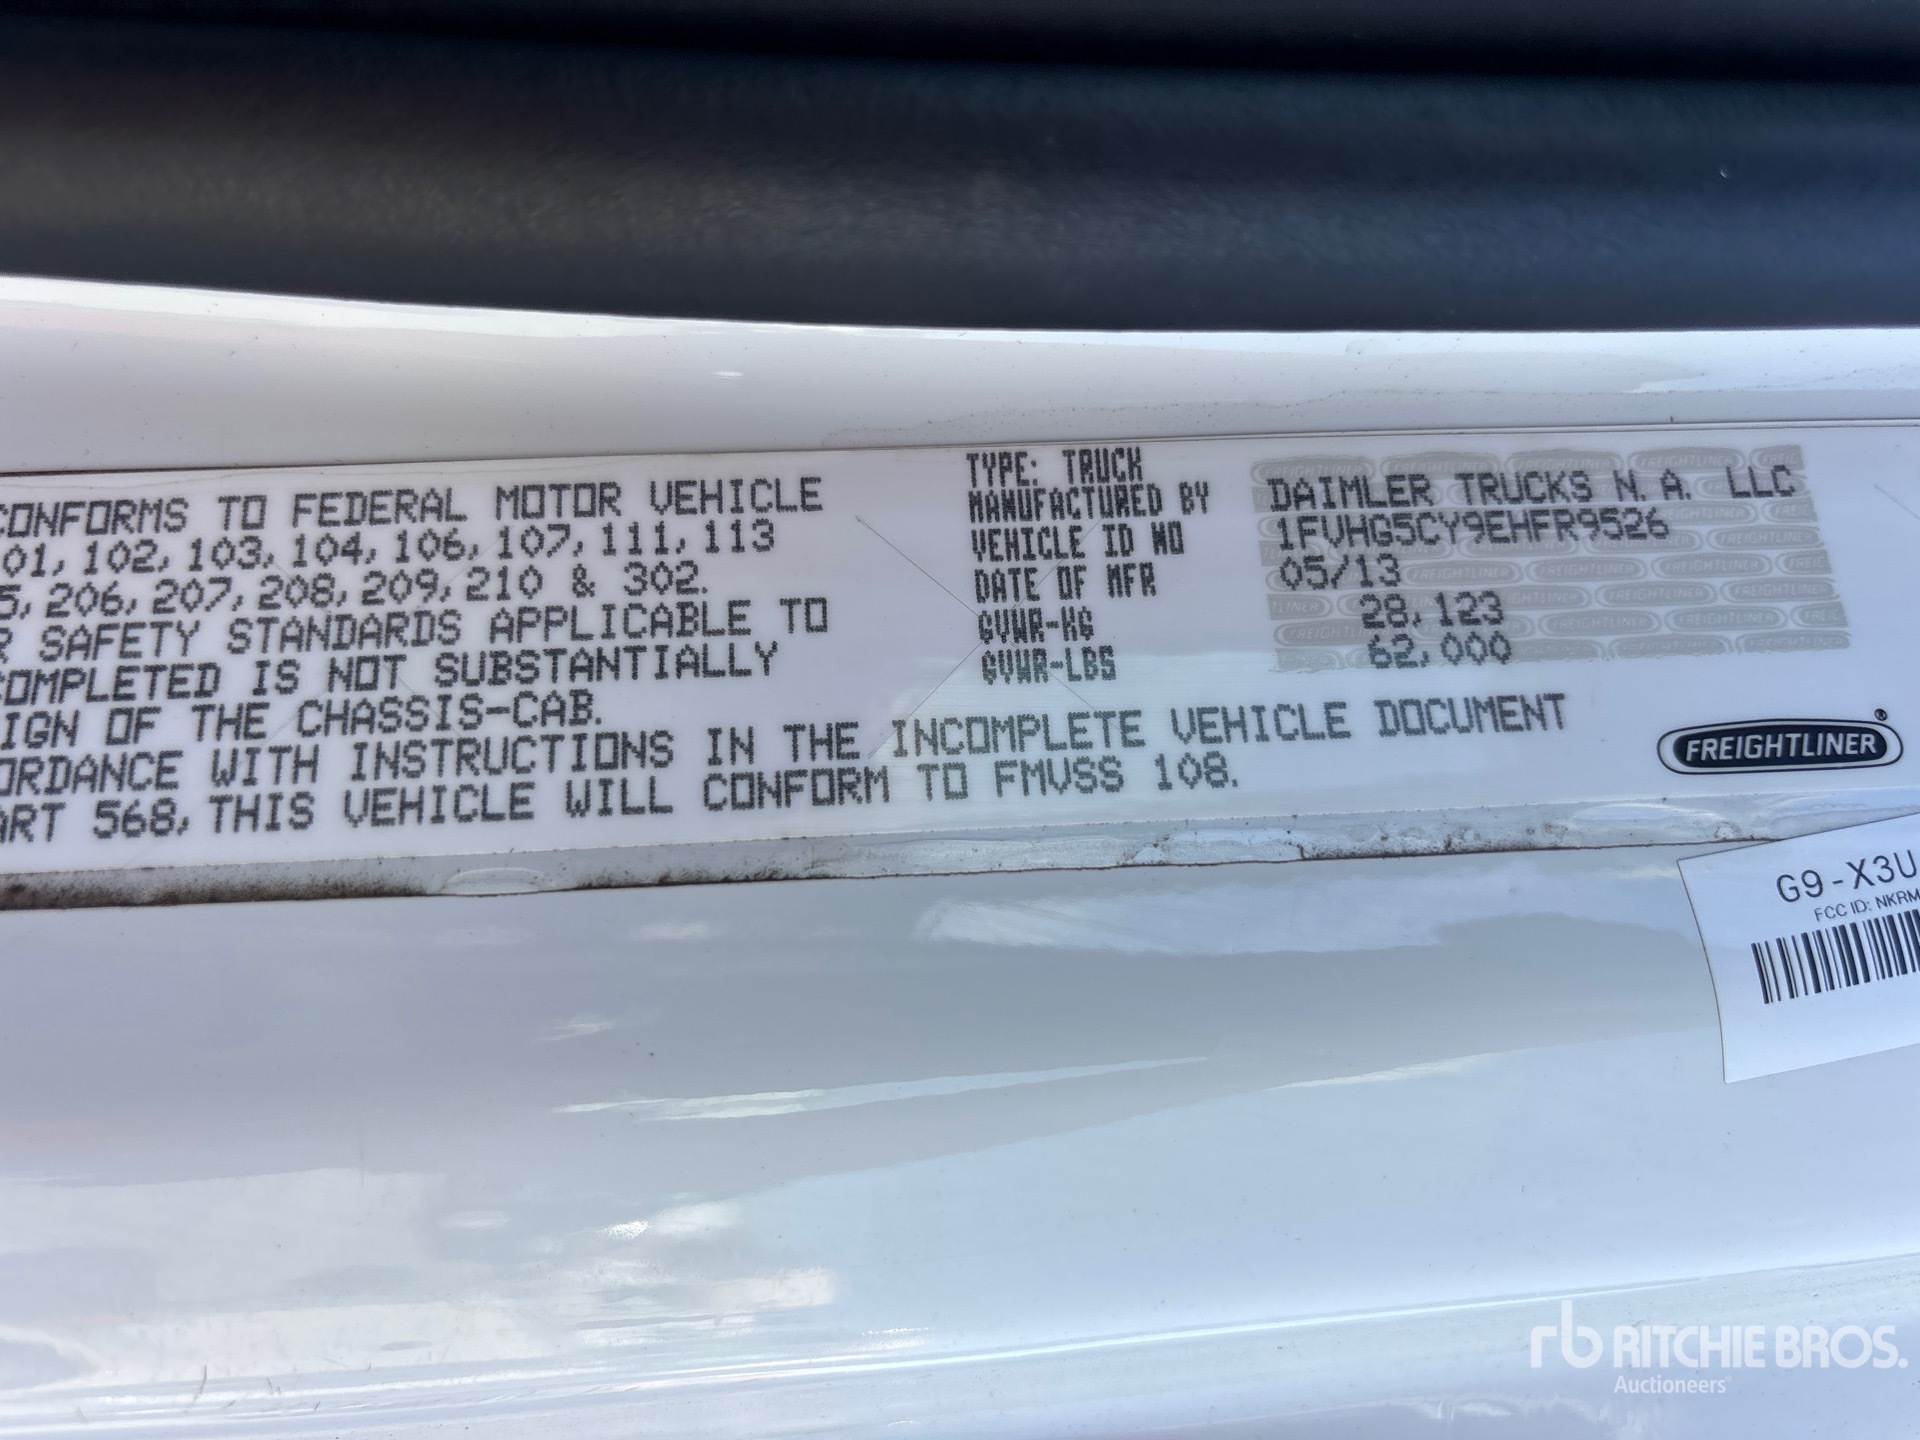 CONFORMS TO FEDERAL MOTOR VEHICLE
01, 102, 103, 104, 106, 107, 111, 113
5, 206, 207, 208, 209, 210 & 302.
R SAFETY STANDARDS APPLICABLE TO
COMPLETED IS NOT SUBSTANTIALLY
IGN OF THE CHASSIS-CAB.
ORDANCE WITH INSTRUCTIONS IN THE INCOMPLETE VEHICLE DOCUMENT
ART 568, THIS VEHICLE WILL CONFORM TO FMVSS 108.
TYPE: TRUCK
MANUFACTURED BY DAIMLER TRUCKS N.A. LLC
VEHICLE ID NO 1FVHG5CY9EHFR9526
DATE OF MFR 05/13
GVWR-KG 28,123
GVWR-LBS 62,000
FREIGHTLINER®
G9-X3U
FCC ID: NKRM
rb RITCHIE BROS.
Auctioneers